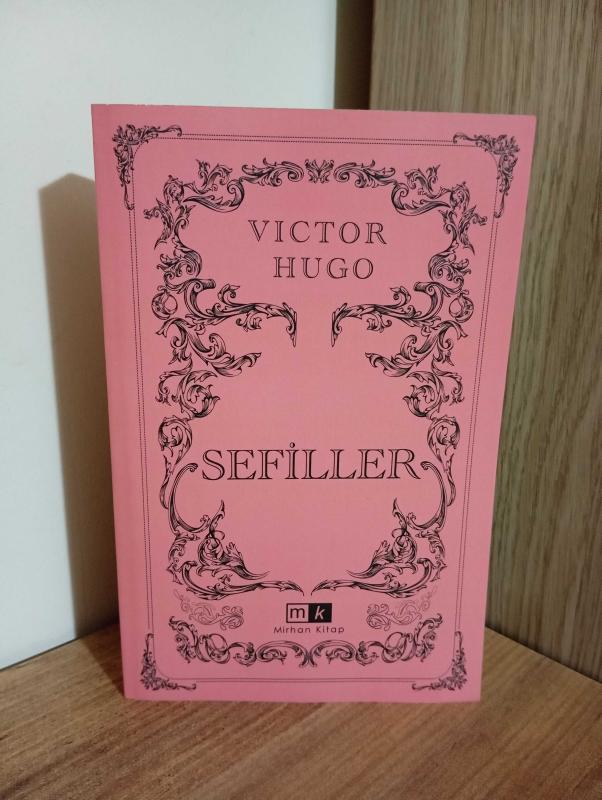 VICTOR
HUGO
SEFİLLER
mk
Mirhan Kitap